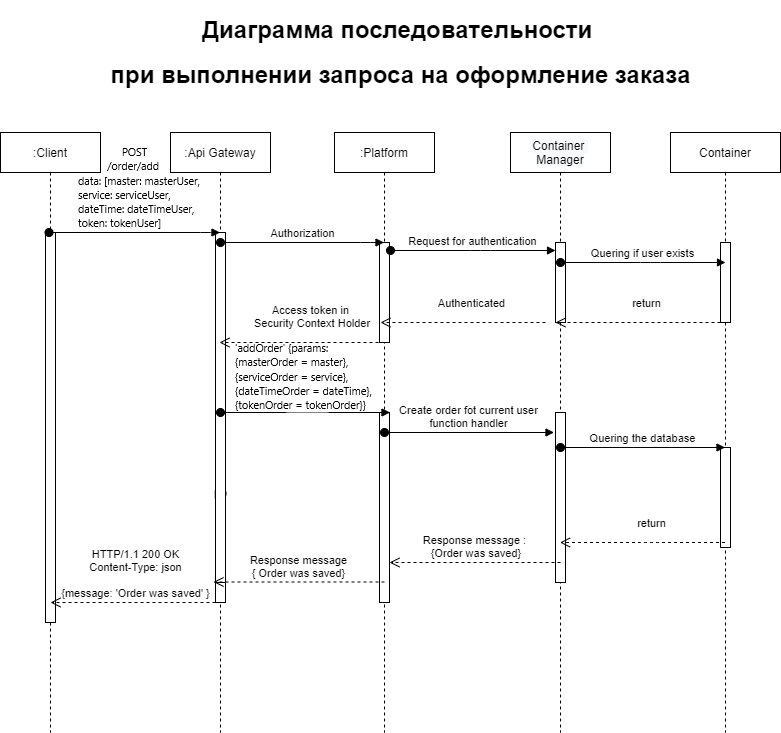 Диаграмма последовательности
при выполнении запроса на оформление заказа
:Client
POST
/order/add
data: [master: masterUser,
service: serviceUser,
dateTime: dateTimeUser,
token: tokenUser]
:Api Gateway
:Platform
Container
Manager
Container
Authorization
Request for authentication
Quering if user exists
Access token in
Security Context Holder
Authenticated
return
'addOrder' {params:
{masterOrder = master},
{serviceOrder = service},
{dateTimeOrder = dateTime},
{tokenOrder = tokenOrder}}
Create order fot current user
function handler
Quering the database
return
Response message :
{Order was saved}
Response message
{ Order was saved}
HTTP/1.1 200 OK
Content-Type: json
{message: 'Order was saved' }